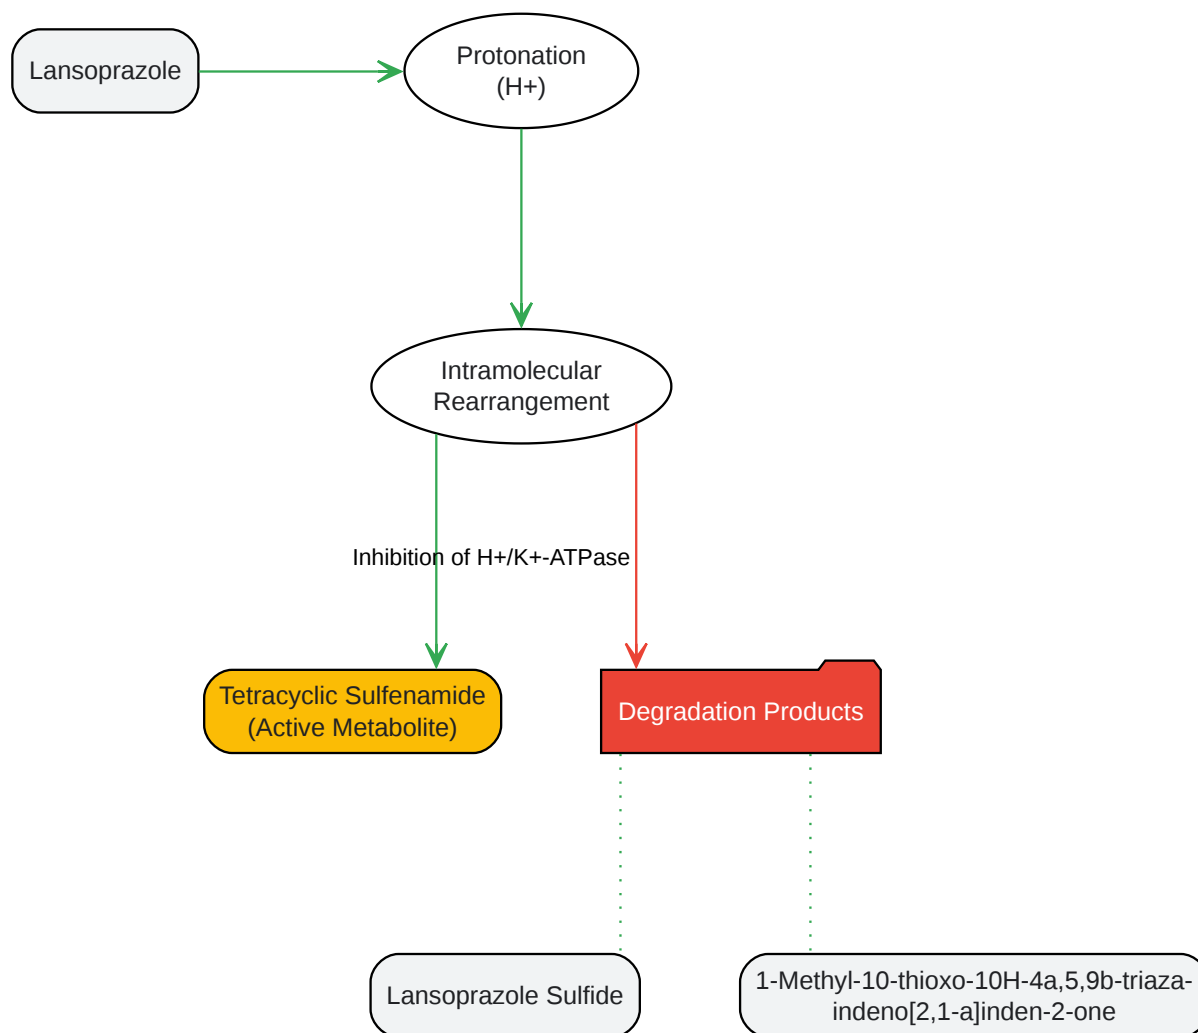 Lansoprazole
Protonation
(H+)
Intramolecular
Rearrangement
Inhibition of H+/K+-ATPase
Tetracyclic Sulfenamide
(Active Metabolite)
Degradation Products
Lansoprazole Sulfide
1-Methyl-10-thioxo-10H-4a,5,9b-triaza-
indeno[2,1-a]inden-2-one